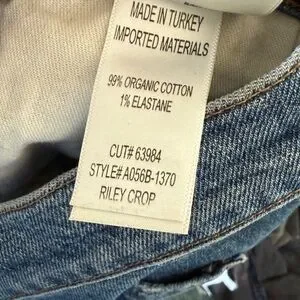 MADE IN TURKEY
IMPORTED MATERIALS
99% ORGANIC COTTON
1% ELASTANE
CUT# 63984
STYLE# A056B-1370
RILEY CROP